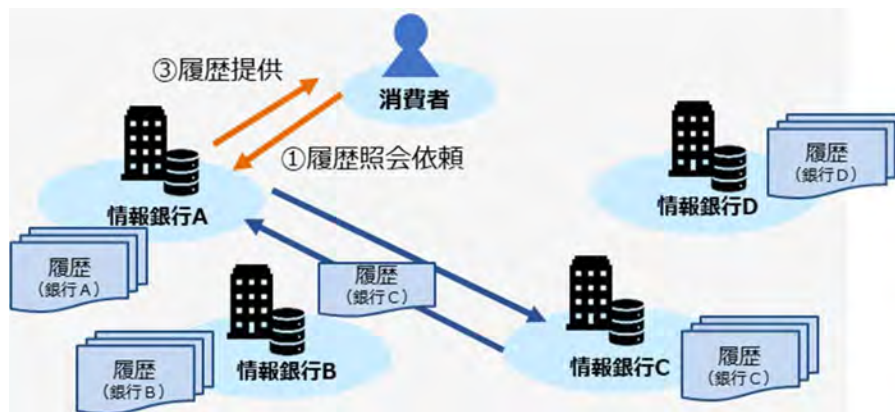 ③履歴提供
消費者
①履歴照会依頼
情報銀行A
履歴
(銀行A)
履歴
(銀行B)
情報銀行B
履歴
(銀行C)
情報銀行C
履歴
(銀行C)
情報銀行D
履歴
(銀行D)